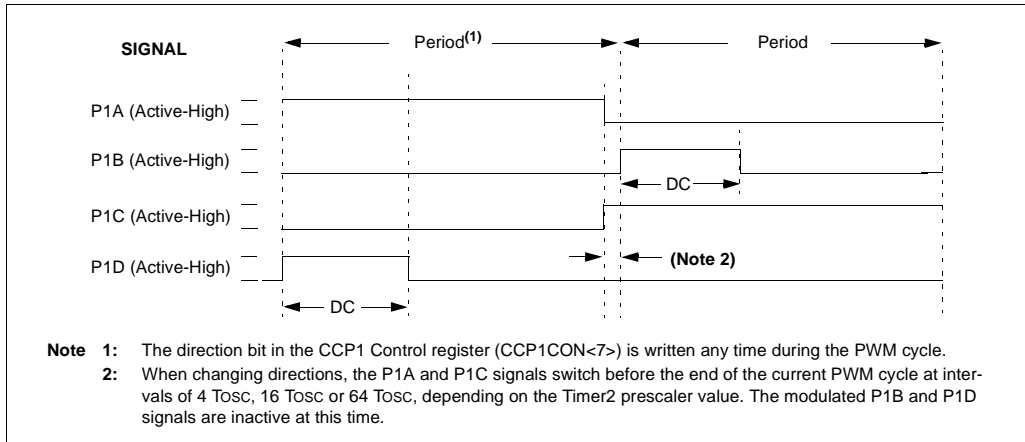 SIGNAL
Period(1)
Period
P1A (Active-High)
P1B (Active-High)
DC
P1C (Active-High)
(Note 2)
P1D (Active-High)
DC
Note 1: The direction bit in the CCP1 Control register (CCP1CON<7>) is written any time during the PWM cycle.
2: When changing directions, the P1A and P1C signals switch before the end of the current PWM cycle at inter-
vals of 4 TOSC, 16 TOSC or 64 TOSC, depending on the Timer2 prescaler value. The modulated P1B and P1D
signals are inactive at this time.